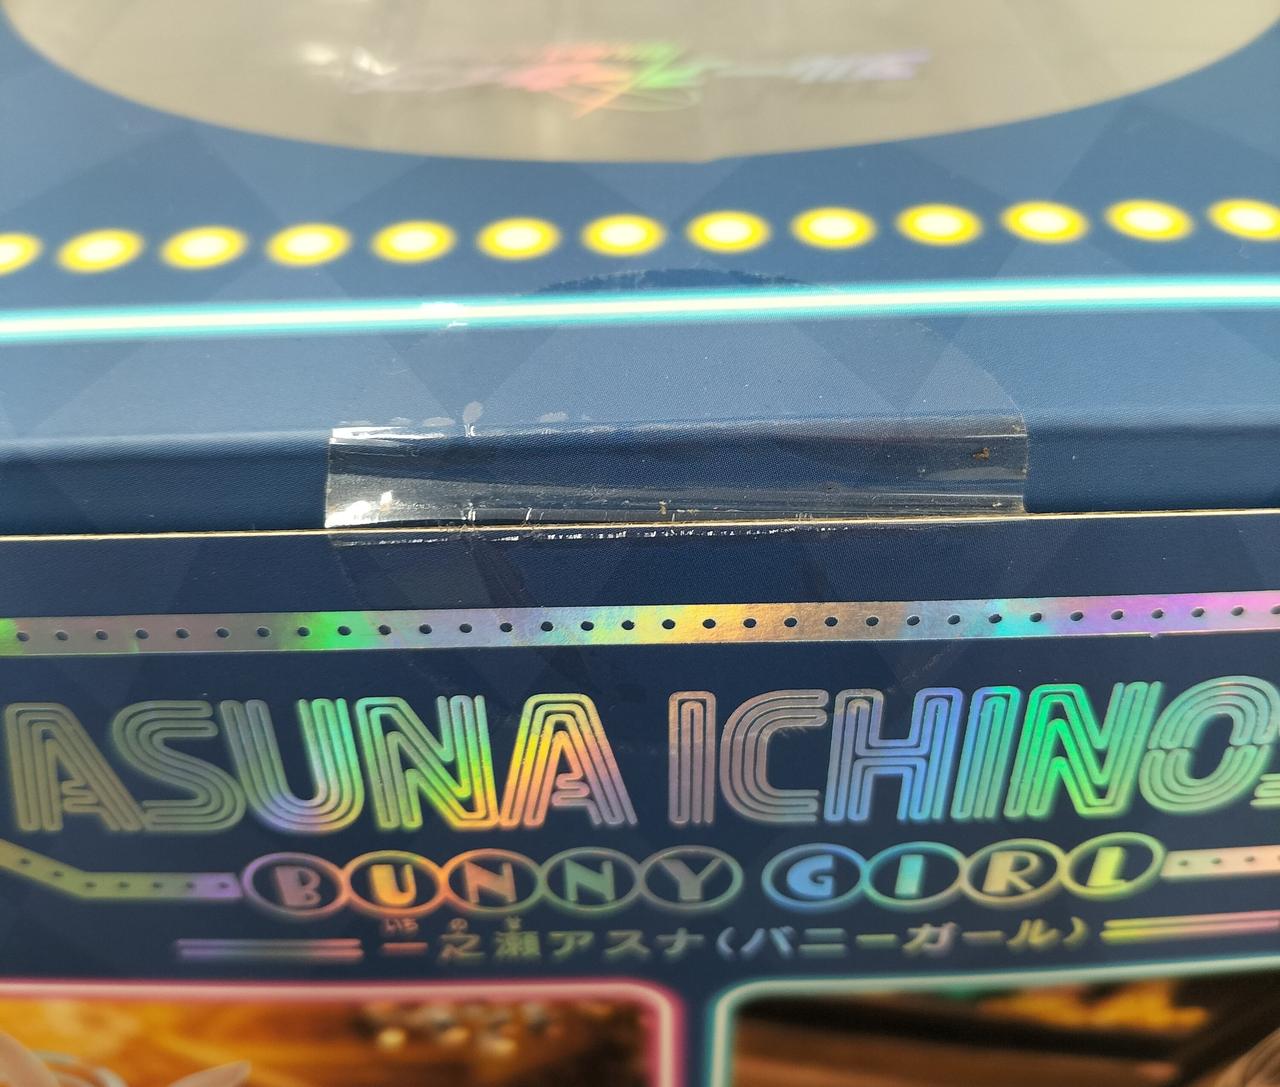 ASUNA ICHINO
BUNNY GIRL
いち の せ
一之瀬アスナ(バニーガール)